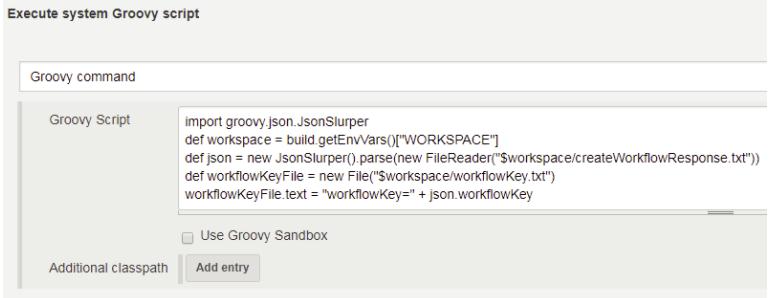 Execute system Groovy script
Groovy command
Groovy Script
import groovy.json.JsonSlurper
def workspace = build.getEnvVars()["WORKSPACE"]
def json = new JsonSlurper().parse(new FileReader("$workspace/createWorkflowResponse.txt"))
def workflowKeyFile = new File("$workspace/workflowKey.txt")
workflowKeyFile.text = "workflowKey=" + json.workflowKey
Use Groovy Sandbox
Additional classpath
Add entry